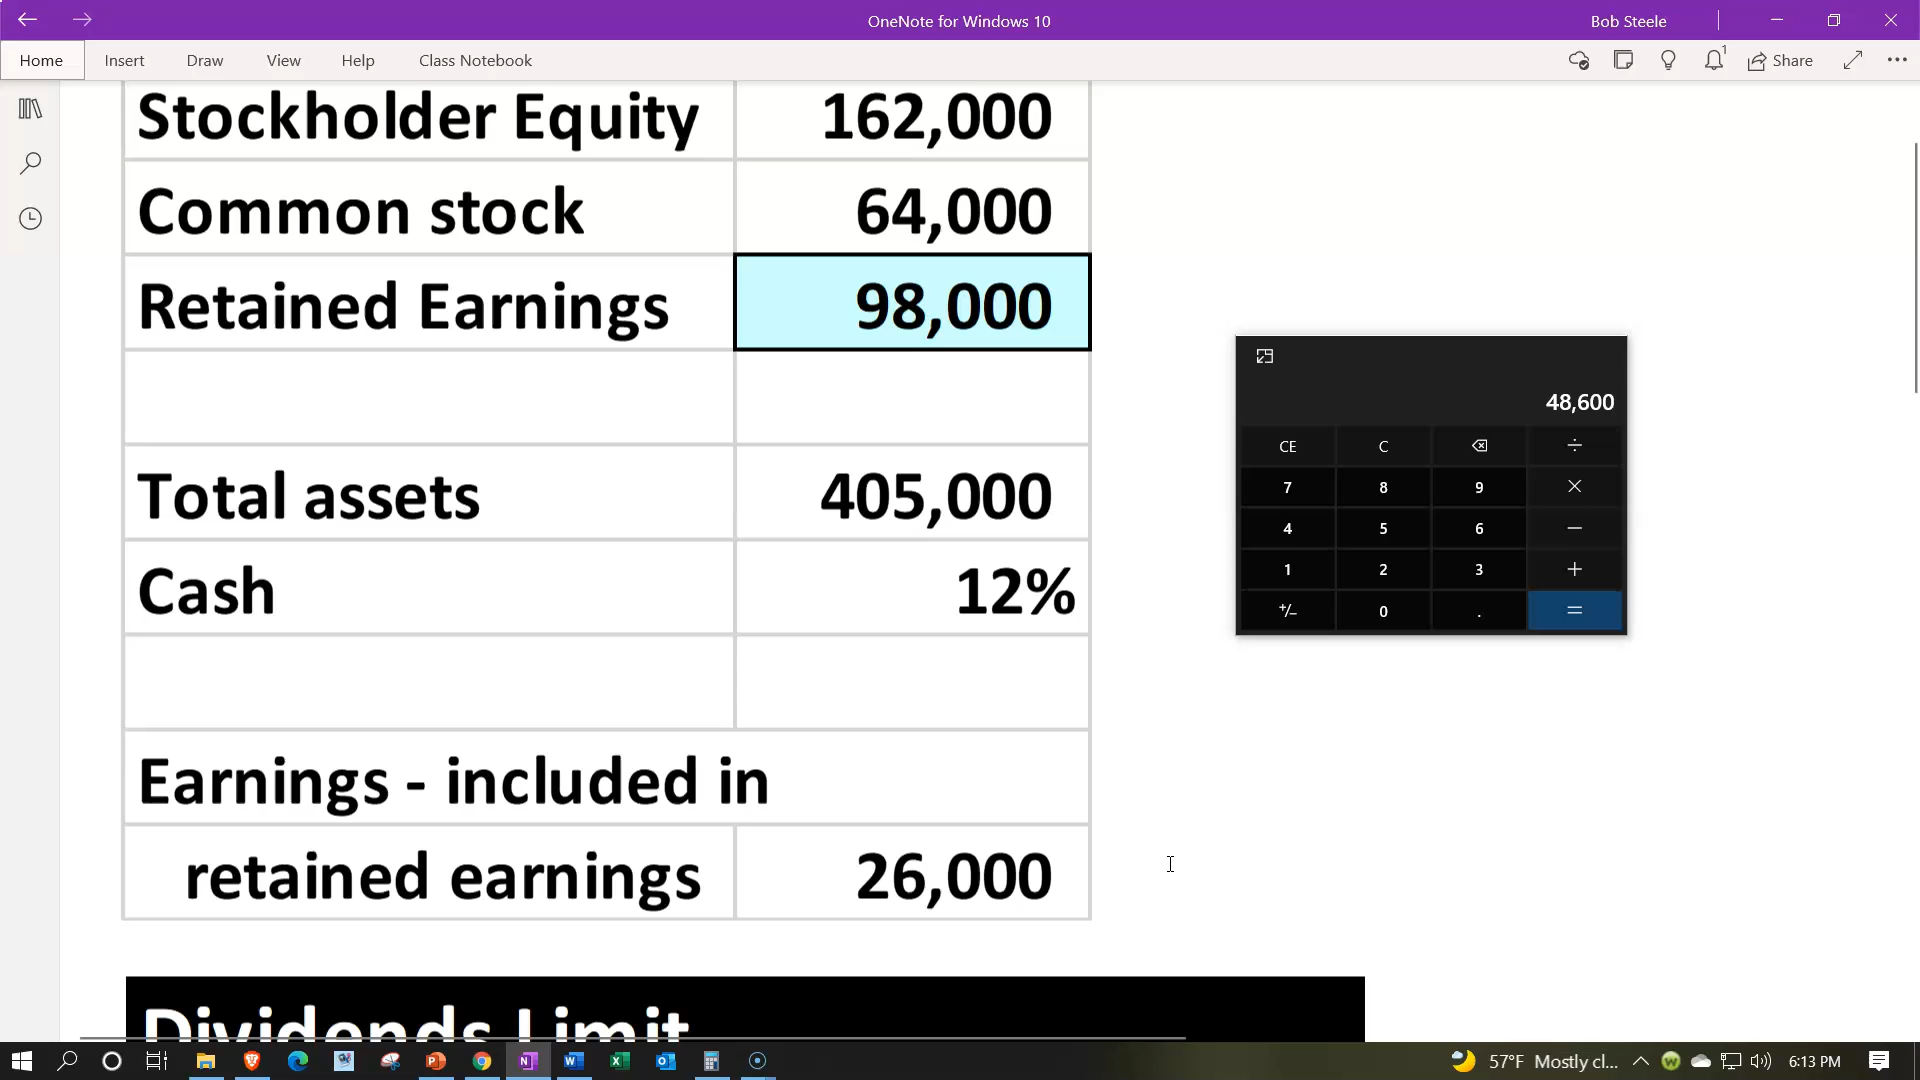 OneNote for Windows 10
Bob Steele
Home Insert Draw View Help Class Notebook
1
Share
Stockholder Equity 162,000
Common stock 64,000
Retained Earnings 98,000
Total assets 405,000
Cash 12%
Earnings - included in
retained earnings 26,000
Dividends Limit
48,600
CE C ÷
7 8 9 ×
4 5 6 −
1 2 3 +
+/− 0 . =
57°F Mostly cl... 6:13 PM